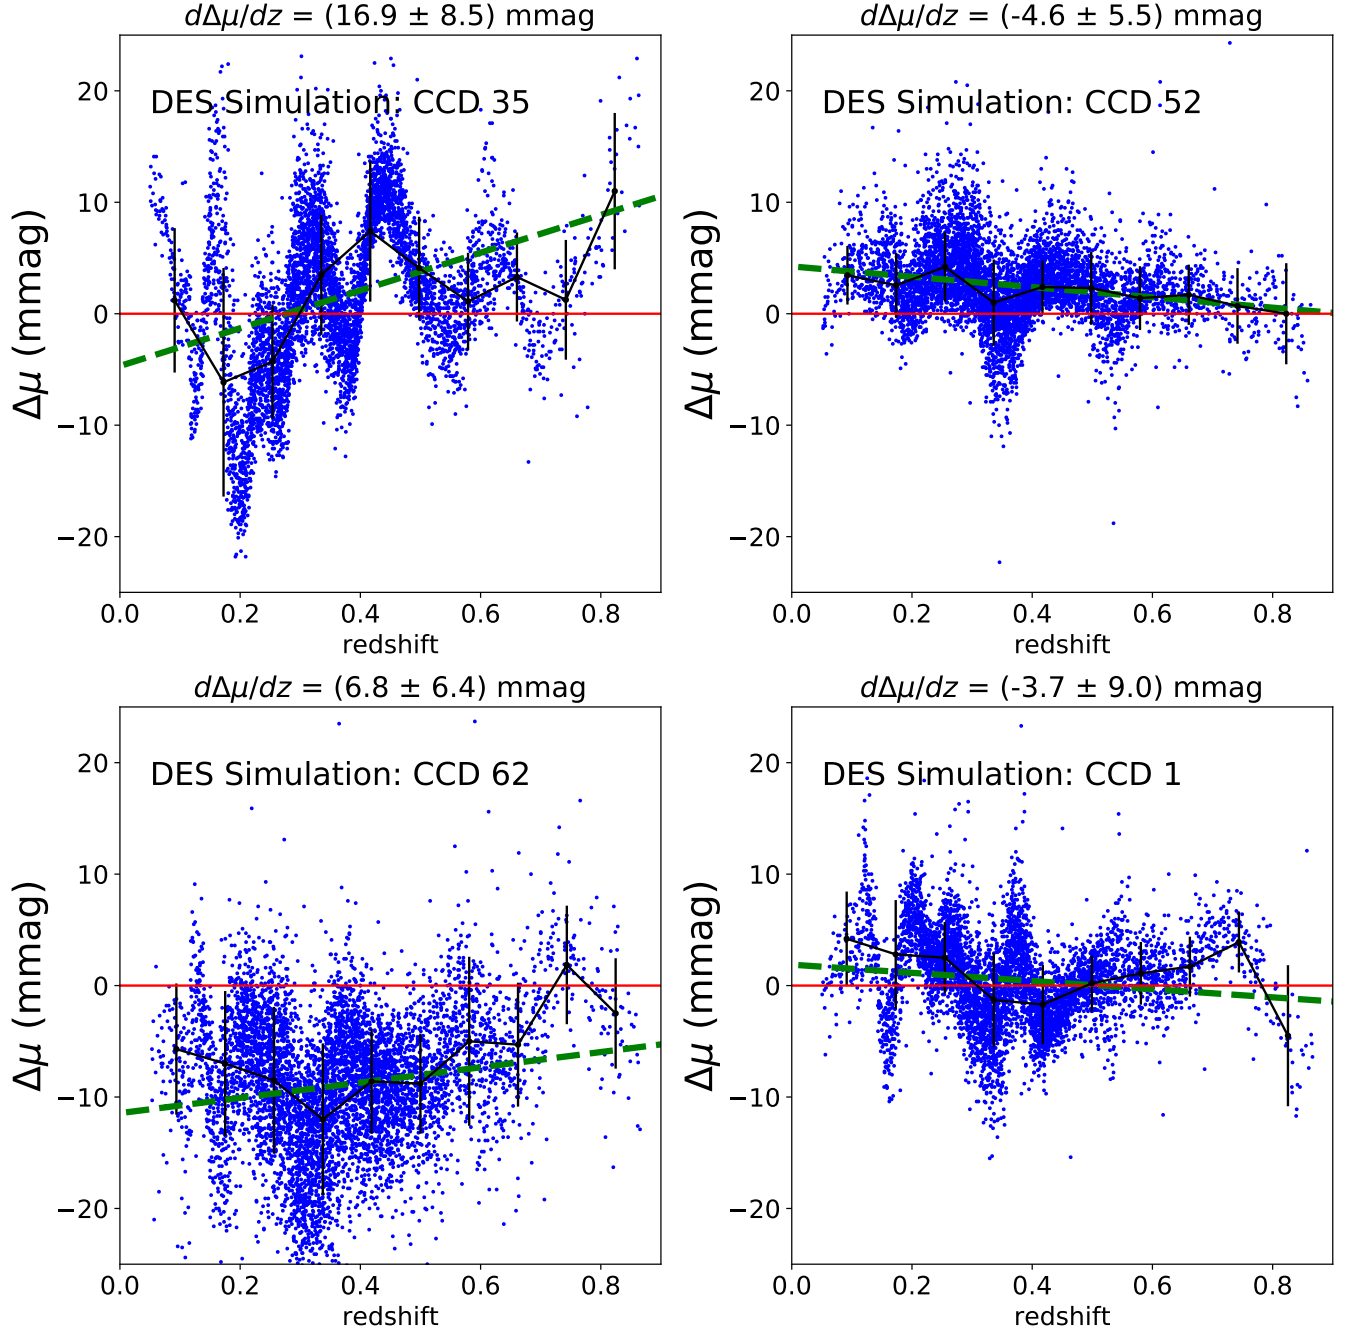 dΔμ/dz = (16.9 ± 8.5) mmag
DES Simulation: CCD 35
Δμ (mmag)
20
10
0
−10
−20
0.0 0.2 0.4 0.6 0.8
redshift
dΔμ/dz = (-4.6 ± 5.5) mmag
DES Simulation: CCD 52
Δμ (mmag)
20
10
0
−10
−20
0.0 0.2 0.4 0.6 0.8
redshift
dΔμ/dz = (6.8 ± 6.4) mmag
DES Simulation: CCD 62
Δμ (mmag)
20
10
0
−10
−20
0.0 0.2 0.4 0.6 0.8
redshift
dΔμ/dz = (-3.7 ± 9.0) mmag
DES Simulation: CCD 1
Δμ (mmag)
20
10
0
−10
−20
0.0 0.2 0.4 0.6 0.8
redshift